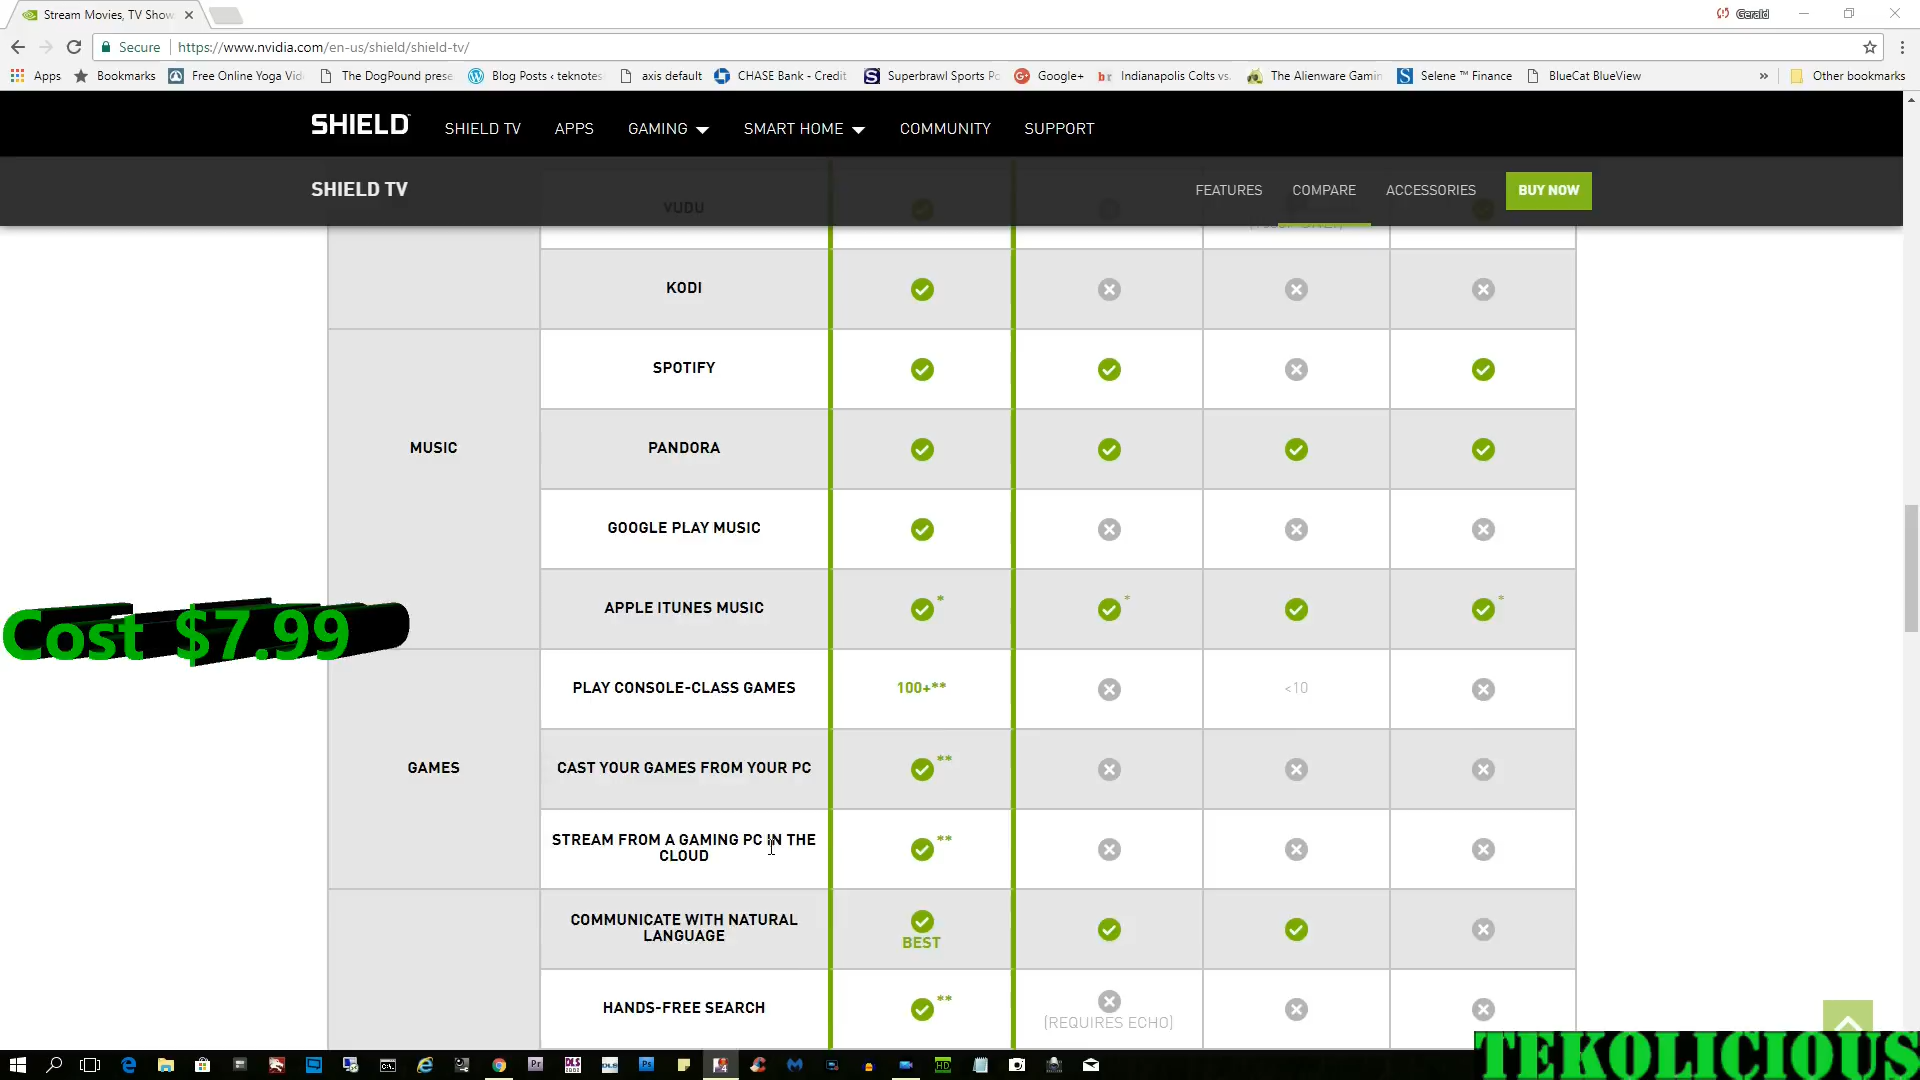 Stream Movies, TV Show
Gerald
Secure https://www.nvidia.com/en-us/shield/shield-tv/
Apps Bookmarks Free Online Yoga Vid The DogPound prese Blog Posts ‹ teknotes axis default CHASE Bank - Credit Superbrawl Sports Po Google+ Indianapolis Colts vs. The Alienware Gamin Selene ™ Finance BlueCat BlueView » Other bookmarks
SHIELD SHIELD TV APPS GAMING SMART HOME COMMUNITY SUPPORT
SHIELD TV FEATURES COMPARE ACCESSORIES BUY NOW
VUDU
KODI
SPOTIFY
MUSIC PANDORA
GOOGLE PLAY MUSIC
APPLE ITUNES MUSIC * * *
Cost $7.99
PLAY CONSOLE-CLASS GAMES 100+** <10
GAMES CAST YOUR GAMES FROM YOUR PC **
STREAM FROM A GAMING PC IN THE
CLOUD **
COMMUNICATE WITH NATURAL
LANGUAGE BEST
HANDS-FREE SEARCH **
(REQUIRES ECHO)
TEKOLICIOUS